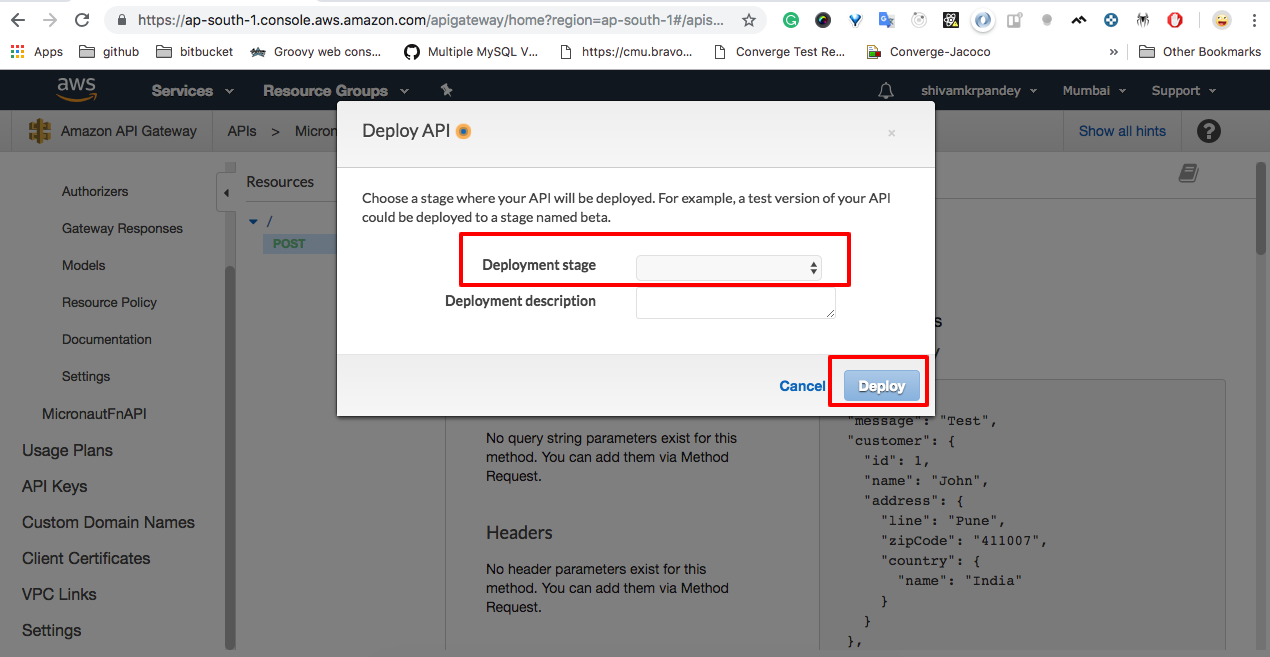 https://ap-south-1.console.aws.amazon.com/apigateway/home?region=ap-south-1#/apis...
Apps github bitbucket Groovy web cons... Multiple MySQL V... https://cmu.bravo... Converge Test Re... Converge-Jacoco » Other Bookmarks
aws Services Resource Groups shivamkrpandey Mumbai Support
Amazon API Gateway APIs > Micron Show all hints ?
Deploy API
×
Choose a stage where your API will be deployed. For example, a test version of your API
could be deployed to a stage named beta.
Deployment stage
Deployment description
Cancel Deploy
Authorizers
Gateway Responses
Models
Resource Policy
Documentation
Settings
MicronautFnAPI
Usage Plans
API Keys
Custom Domain Names
Client Certificates
VPC Links
Settings
Resources
/
POST
No query string parameters exist for this
method. You can add them via Method
Request.
Headers
No header parameters exist for this
method. You can add them via Method
Request.
s
/
"message": "Test",
"customer": {
"id": 1,
"name": "John",
"address": {
"line": "Pune",
"zipCode": "411007",
"country": {
"name": "India"
}
}
},